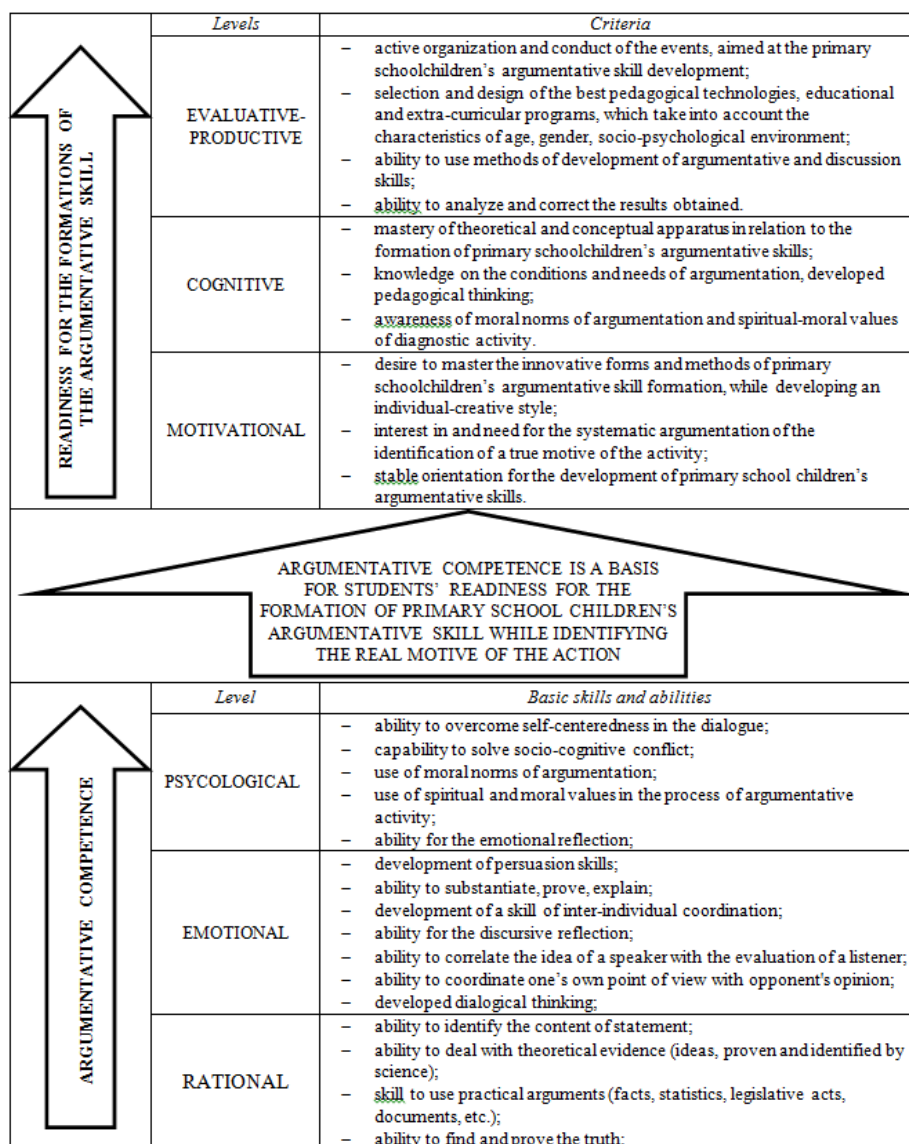 Levels
Criteria
READINESS FOR THE FORMATIONS OF
THE ARGUMENTATIVE SKILL
EVALUATIVE-
PRODUCTIVE
– active organization and conduct of the events, aimed at the primary
schoolchildren’s argumentative skill development;
– selection and design of the best pedagogical technologies, educational
and extra-curricular programs, which take into account the
characteristics of age, gender, socio-psychological environment;
– ability to use methods of development of argumentative and discussion
skills;
– ability to analyze and correct the results obtained.
COGNITIVE
– mastery of theoretical and conceptual apparatus in relation to the
formation of primary schoolchildren’s argumentative skills;
– knowledge on the conditions and needs of argumentation, developed
pedagogical thinking;
– awareness of moral norms of argumentation and spiritual-moral values
of diagnostic activity.
MOTIVATIONAL
– desire to master the innovative forms and methods of primary
schoolchildren’s argumentative skill formation, while developing an
individual-creative style;
– interest in and need for the systematic argumentation of the
identification of a true motive of the activity;
– stable orientation for the development of primary school children’s
argumentative skills.
ARGUMENTATIVE COMPETENCE IS A BASIS
FOR STUDENTS’ READINESS FOR THE
FORMATION OF PRIMARY SCHOOL CHILDREN’S
ARGUMENTATIVE SKILL WHILE IDENTIFYING
THE REAL MOTIVE OF THE ACTION
Level
Basic skills and abilities
ARGUMENTATIVE COMPETENCE
PSYCOLOGICAL
– ability to overcome self-centeredness in the dialogue;
– capability to solve socio-cognitive conflict;
– use of moral norms of argumentation;
– use of spiritual and moral values in the process of argumentative
activity;
– ability for the emotional reflection;
EMOTIONAL
– development of persuasion skills;
– ability to substantiate, prove, explain;
– development of a skill of inter-individual coordination;
– ability for the discursive reflection;
– ability to correlate the idea of a speaker with the evaluation of a listener;
– ability to coordinate one’s own point of view with opponent's opinion;
– developed dialogical thinking;
RATIONAL
– ability to identify the content of statement;
– ability to deal with theoretical evidence (ideas, proven and identified by
science);
– skill to use practical arguments (facts, statistics, legislative acts,
documents, etc.);
– ability to find and prove the truth;